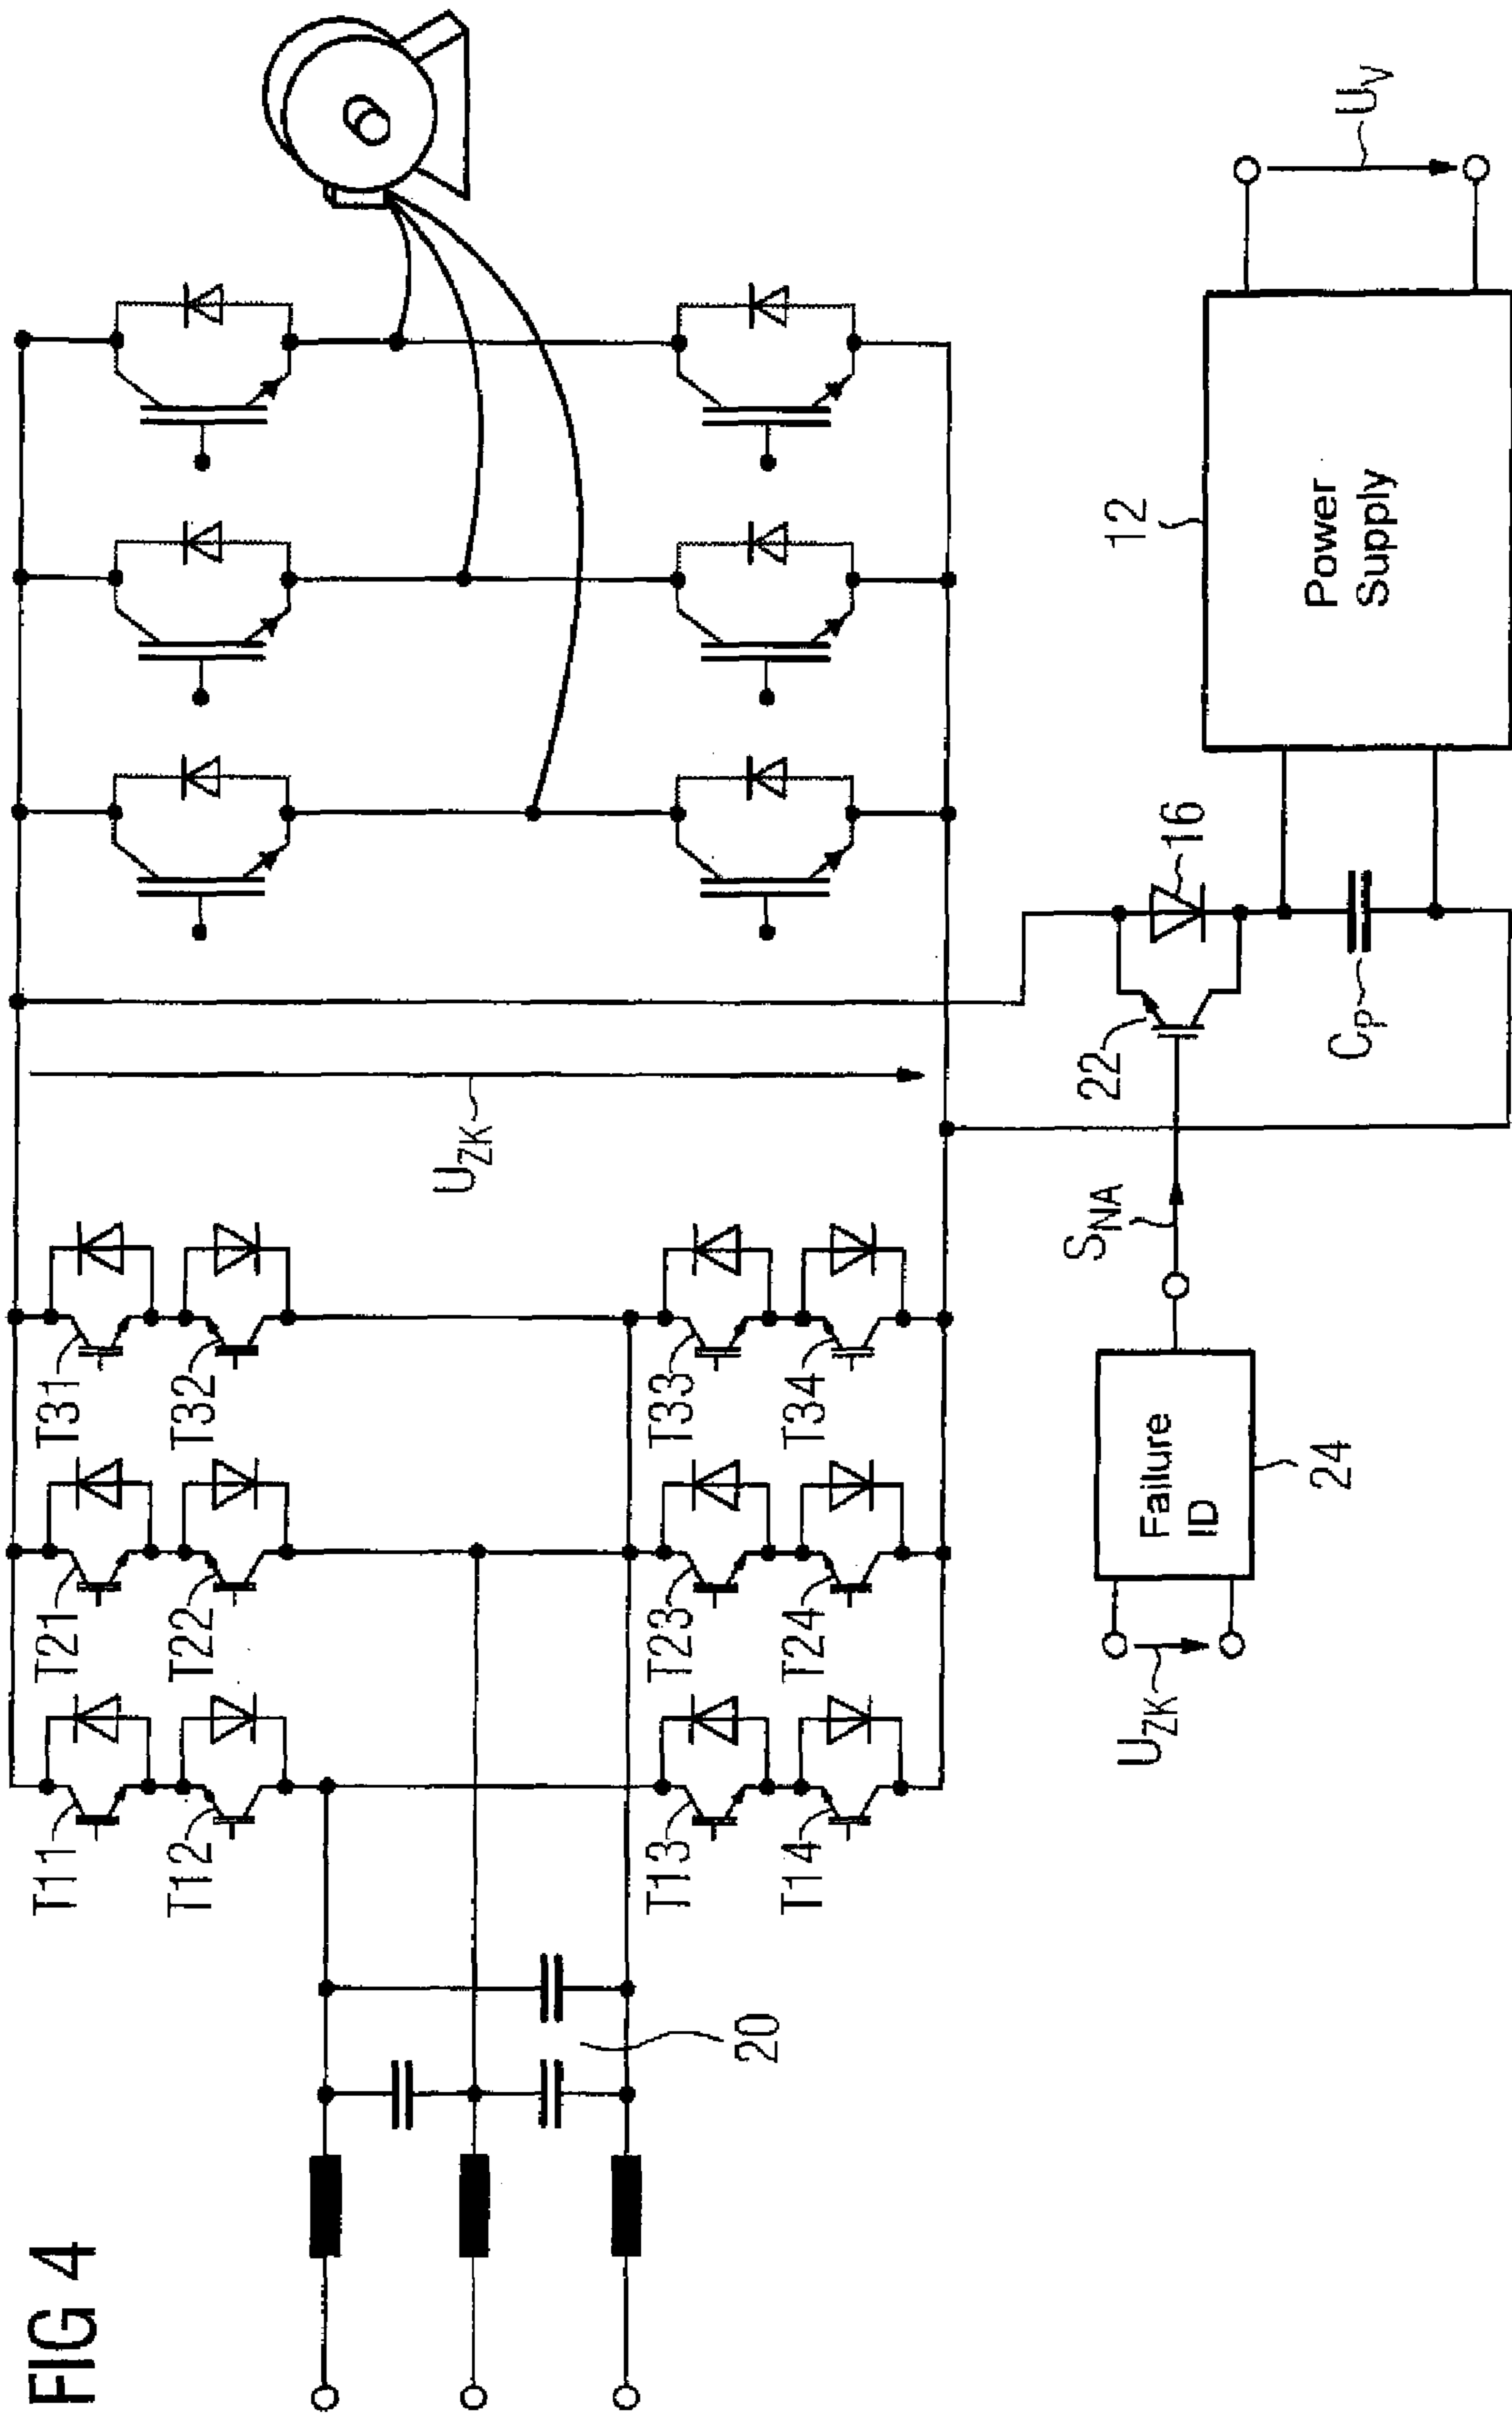 FIG 4
T11
T21
T31
T12
T22
T32
U_ZK
T13
T23
T33
T14
T24
T34
20
U_ZK
Failure
ID
24
S_NA
22
16
C_P
12
Power
Supply
U_V